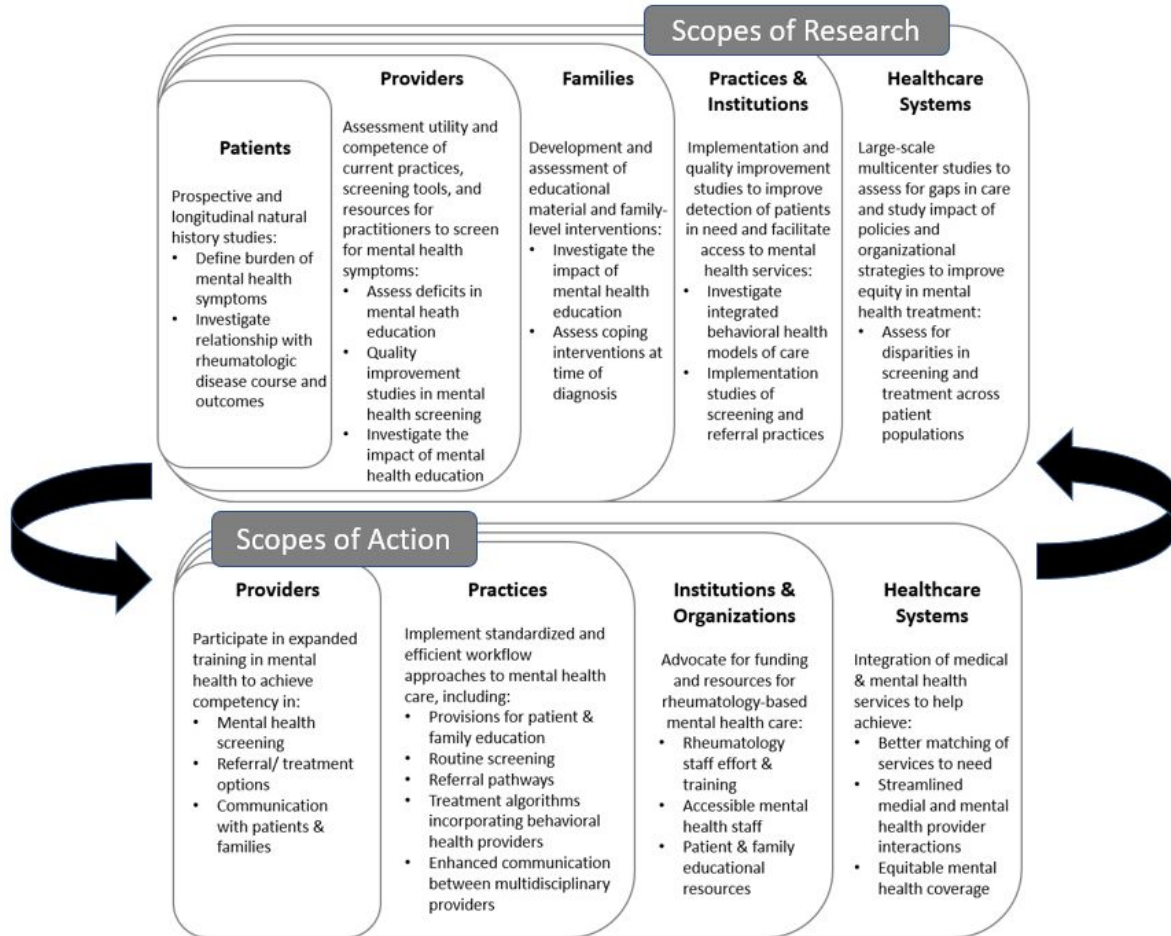 Scopes of Research
Patients
Prospective and
longitudinal natural
history studies:
• Define burden of
mental health
symptoms
• Investigate
relationship with
rheumatologic
disease course and
outcomes
Providers
Assessment utility and
competence of
current practices,
screening tools, and
resources for
practitioners to screen
for mental health
symptoms:
• Assess deficits in
mental meath
education
• Quality
improvement
studies in mental
health screening
• Investigate the
impact of mental
health education
Families
Development and
assessment of
educational
material and family-
level interventions:
• Investigate the
impact of
mental health
education
• Assess coping
interventions at
time of
diagnosis
Practices &
Institutions
Implementation and
quality improvement
studies to improve
detection of patients
in need and facilitate
access to mental
health services:
• Investigate
integrated
behavioral health
models of care
• Implementation
studies of
screening and
referral practices
Healthcare
Systems
Large-scale
multicenter studies to
assess for gaps in care
and study impact of
policies and
organizational
strategies to improve
equity in mental
health treatment:
• Assess for
disparities in
screening and
treatment across
patient
populations
Scopes of Action
Providers
Participate in expanded
training in mental
health to achieve
competency in:
• Mental health
screening
• Referral/ treatment
options
• Communication
with patients &
families
Practices
Implement standardized and
efficient workflow
approaches to mental health
care, including:
• Provisions for patient &
family education
• Routine screening
• Referral pathways
• Treatment algorithms
incorporating behavioral
health providers
• Enhanced communication
between multidisciplinary
providers
Institutions &
Organizations
Advocate for funding
and resources for
rheumatology-based
mental health care:
• Rheumatology
staff effort &
training
• Accessible mental
health staff
• Patient & family
educational
resources
Healthcare
Systems
Integration of medical
& mental health
services to help
achieve:
• Better matching of
services to need
• Streamlined
medial and mental
health provider
interactions
• Equitable mental
health coverage